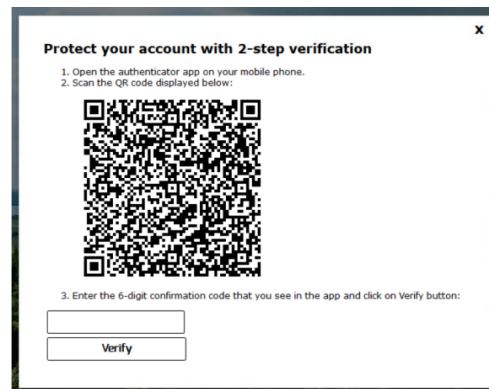 x
Protect your account with 2-step verification
1. Open the authenticator app on your mobile phone.
2. Scan the QR code displayed below:
3. Enter the 6-digit confirmation code that you see in the app and click on Verify button:
Verify